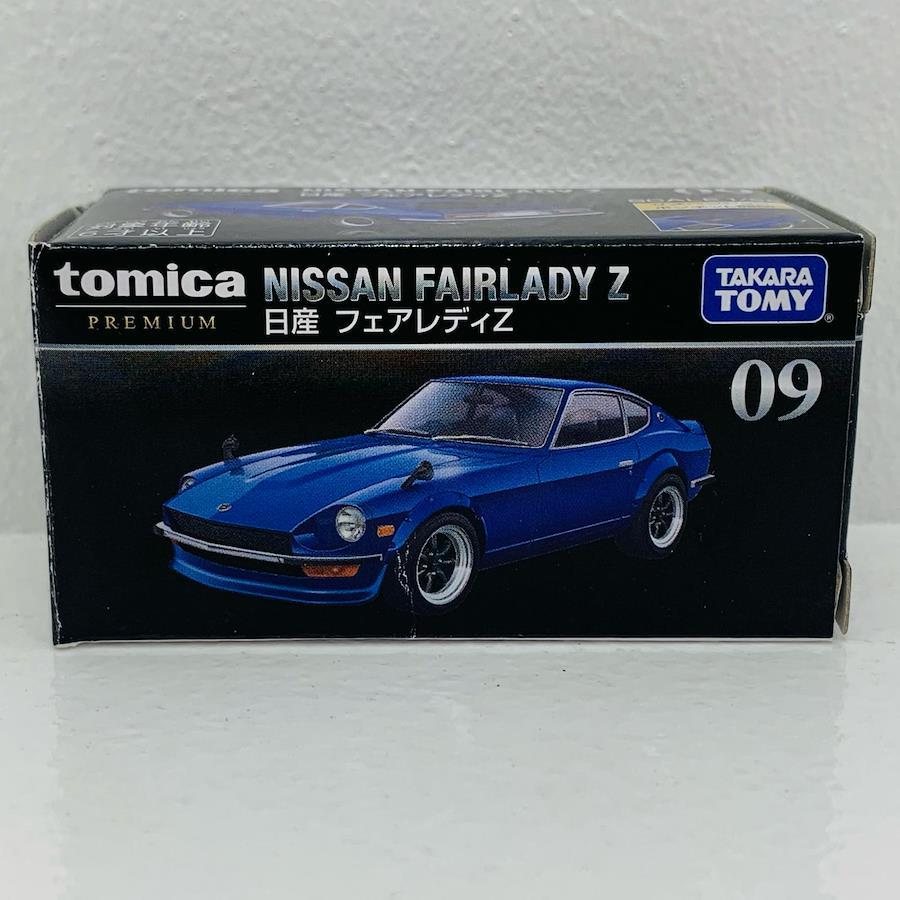 tomica
PREMIUM
NISSAN FAIRLADY Z
日産 フェアレディZ
TAKARA
TOMY
®
09